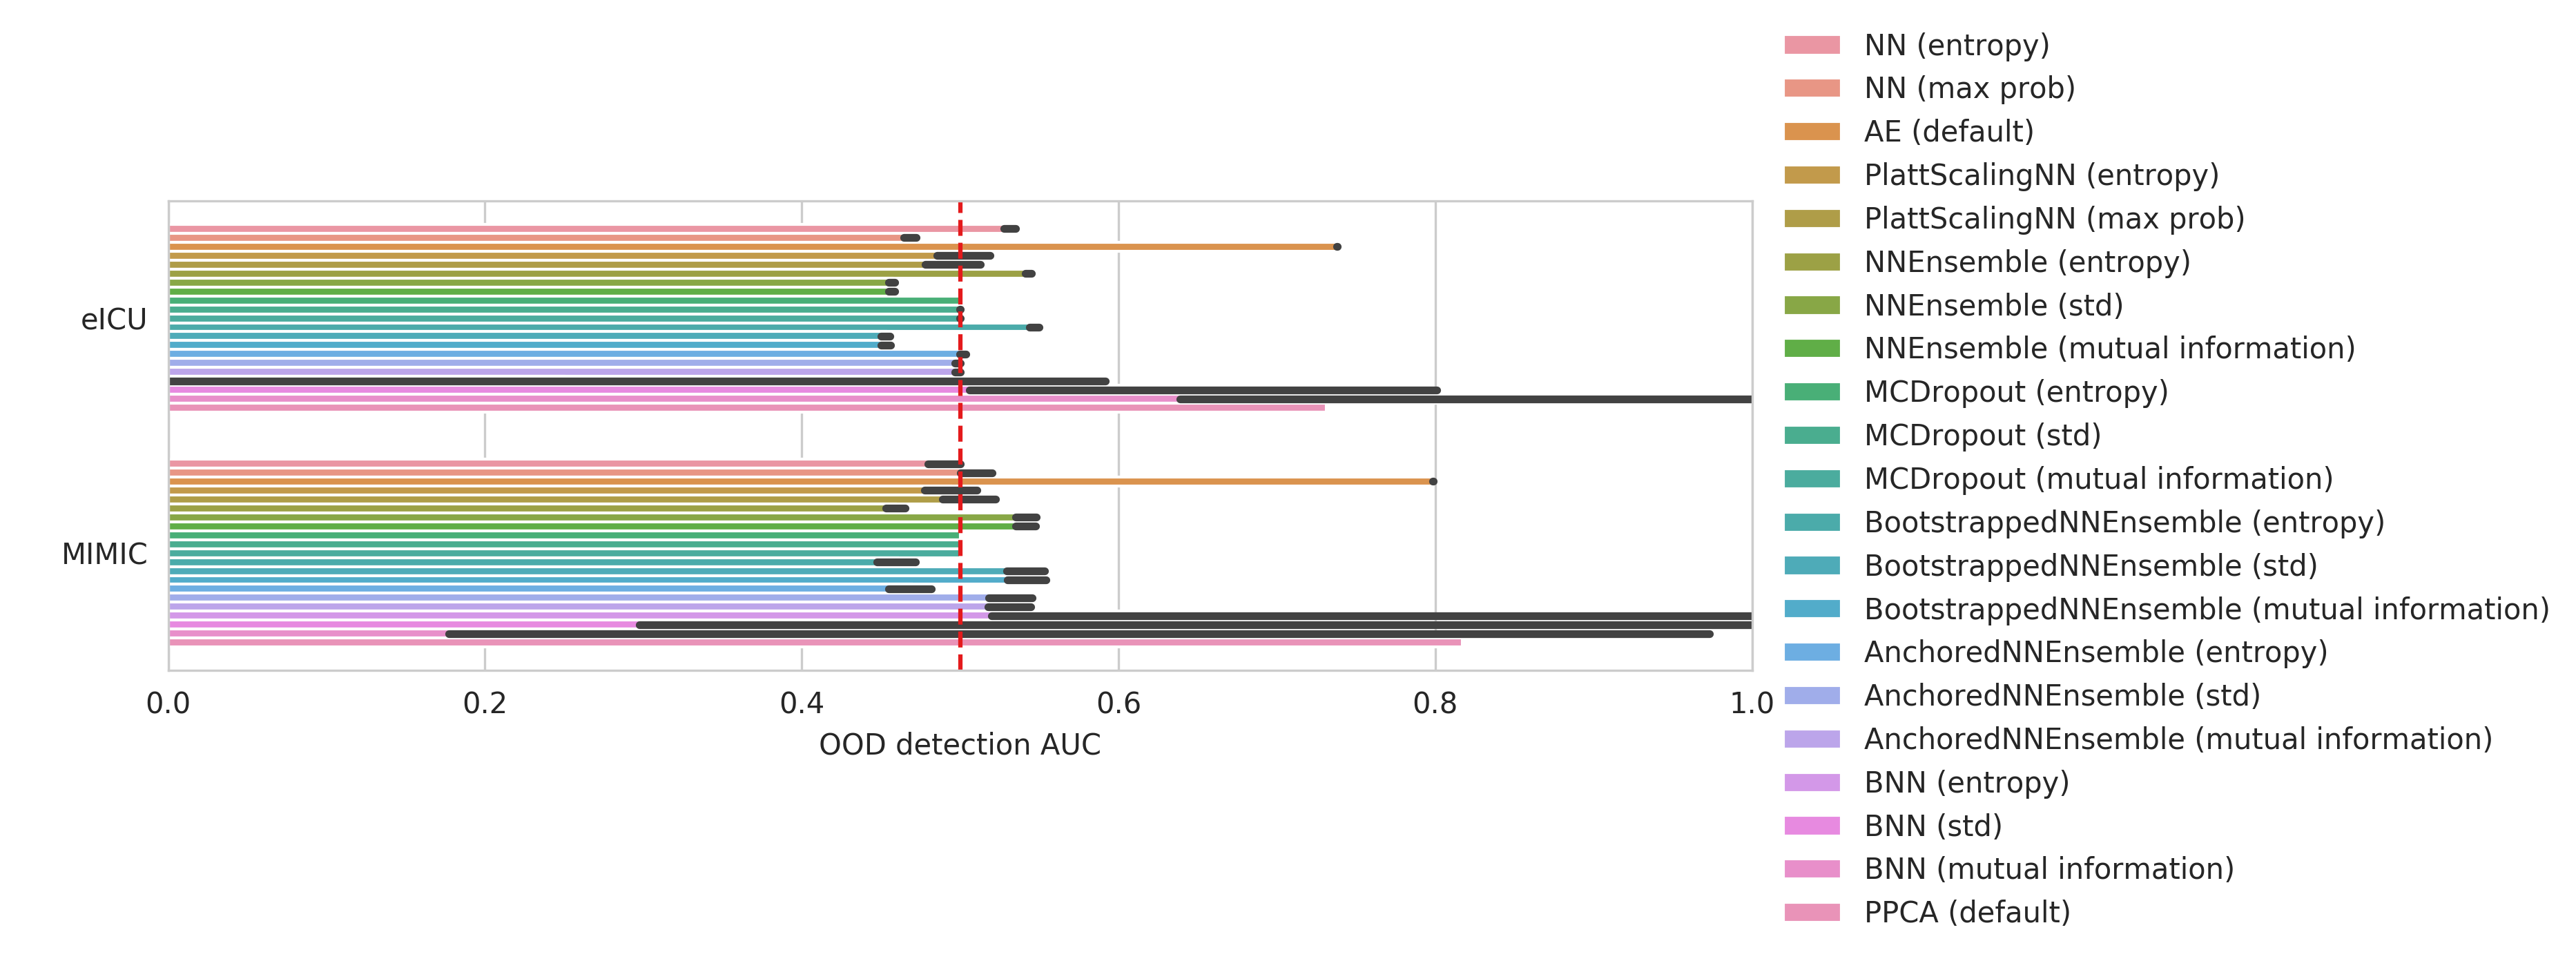 eICU
MIMIC
0.0 0.2 0.4 0.6 0.8 1.0
OOD detection AUC
NN (entropy)
NN (max prob)
AE (default)
PlattScalingNN (entropy)
PlattScalingNN (max prob)
NNEnsemble (entropy)
NNEnsemble (std)
NNEnsemble (mutual information)
MCDropout (entropy)
MCDropout (std)
MCDropout (mutual information)
BootstrappedNNEnsemble (entropy)
BootstrappedNNEnsemble (std)
BootstrappedNNEnsemble (mutual information)
AnchoredNNEnsemble (entropy)
AnchoredNNEnsemble (std)
AnchoredNNEnsemble (mutual information)
BNN (entropy)
BNN (std)
BNN (mutual information)
PPCA (default)